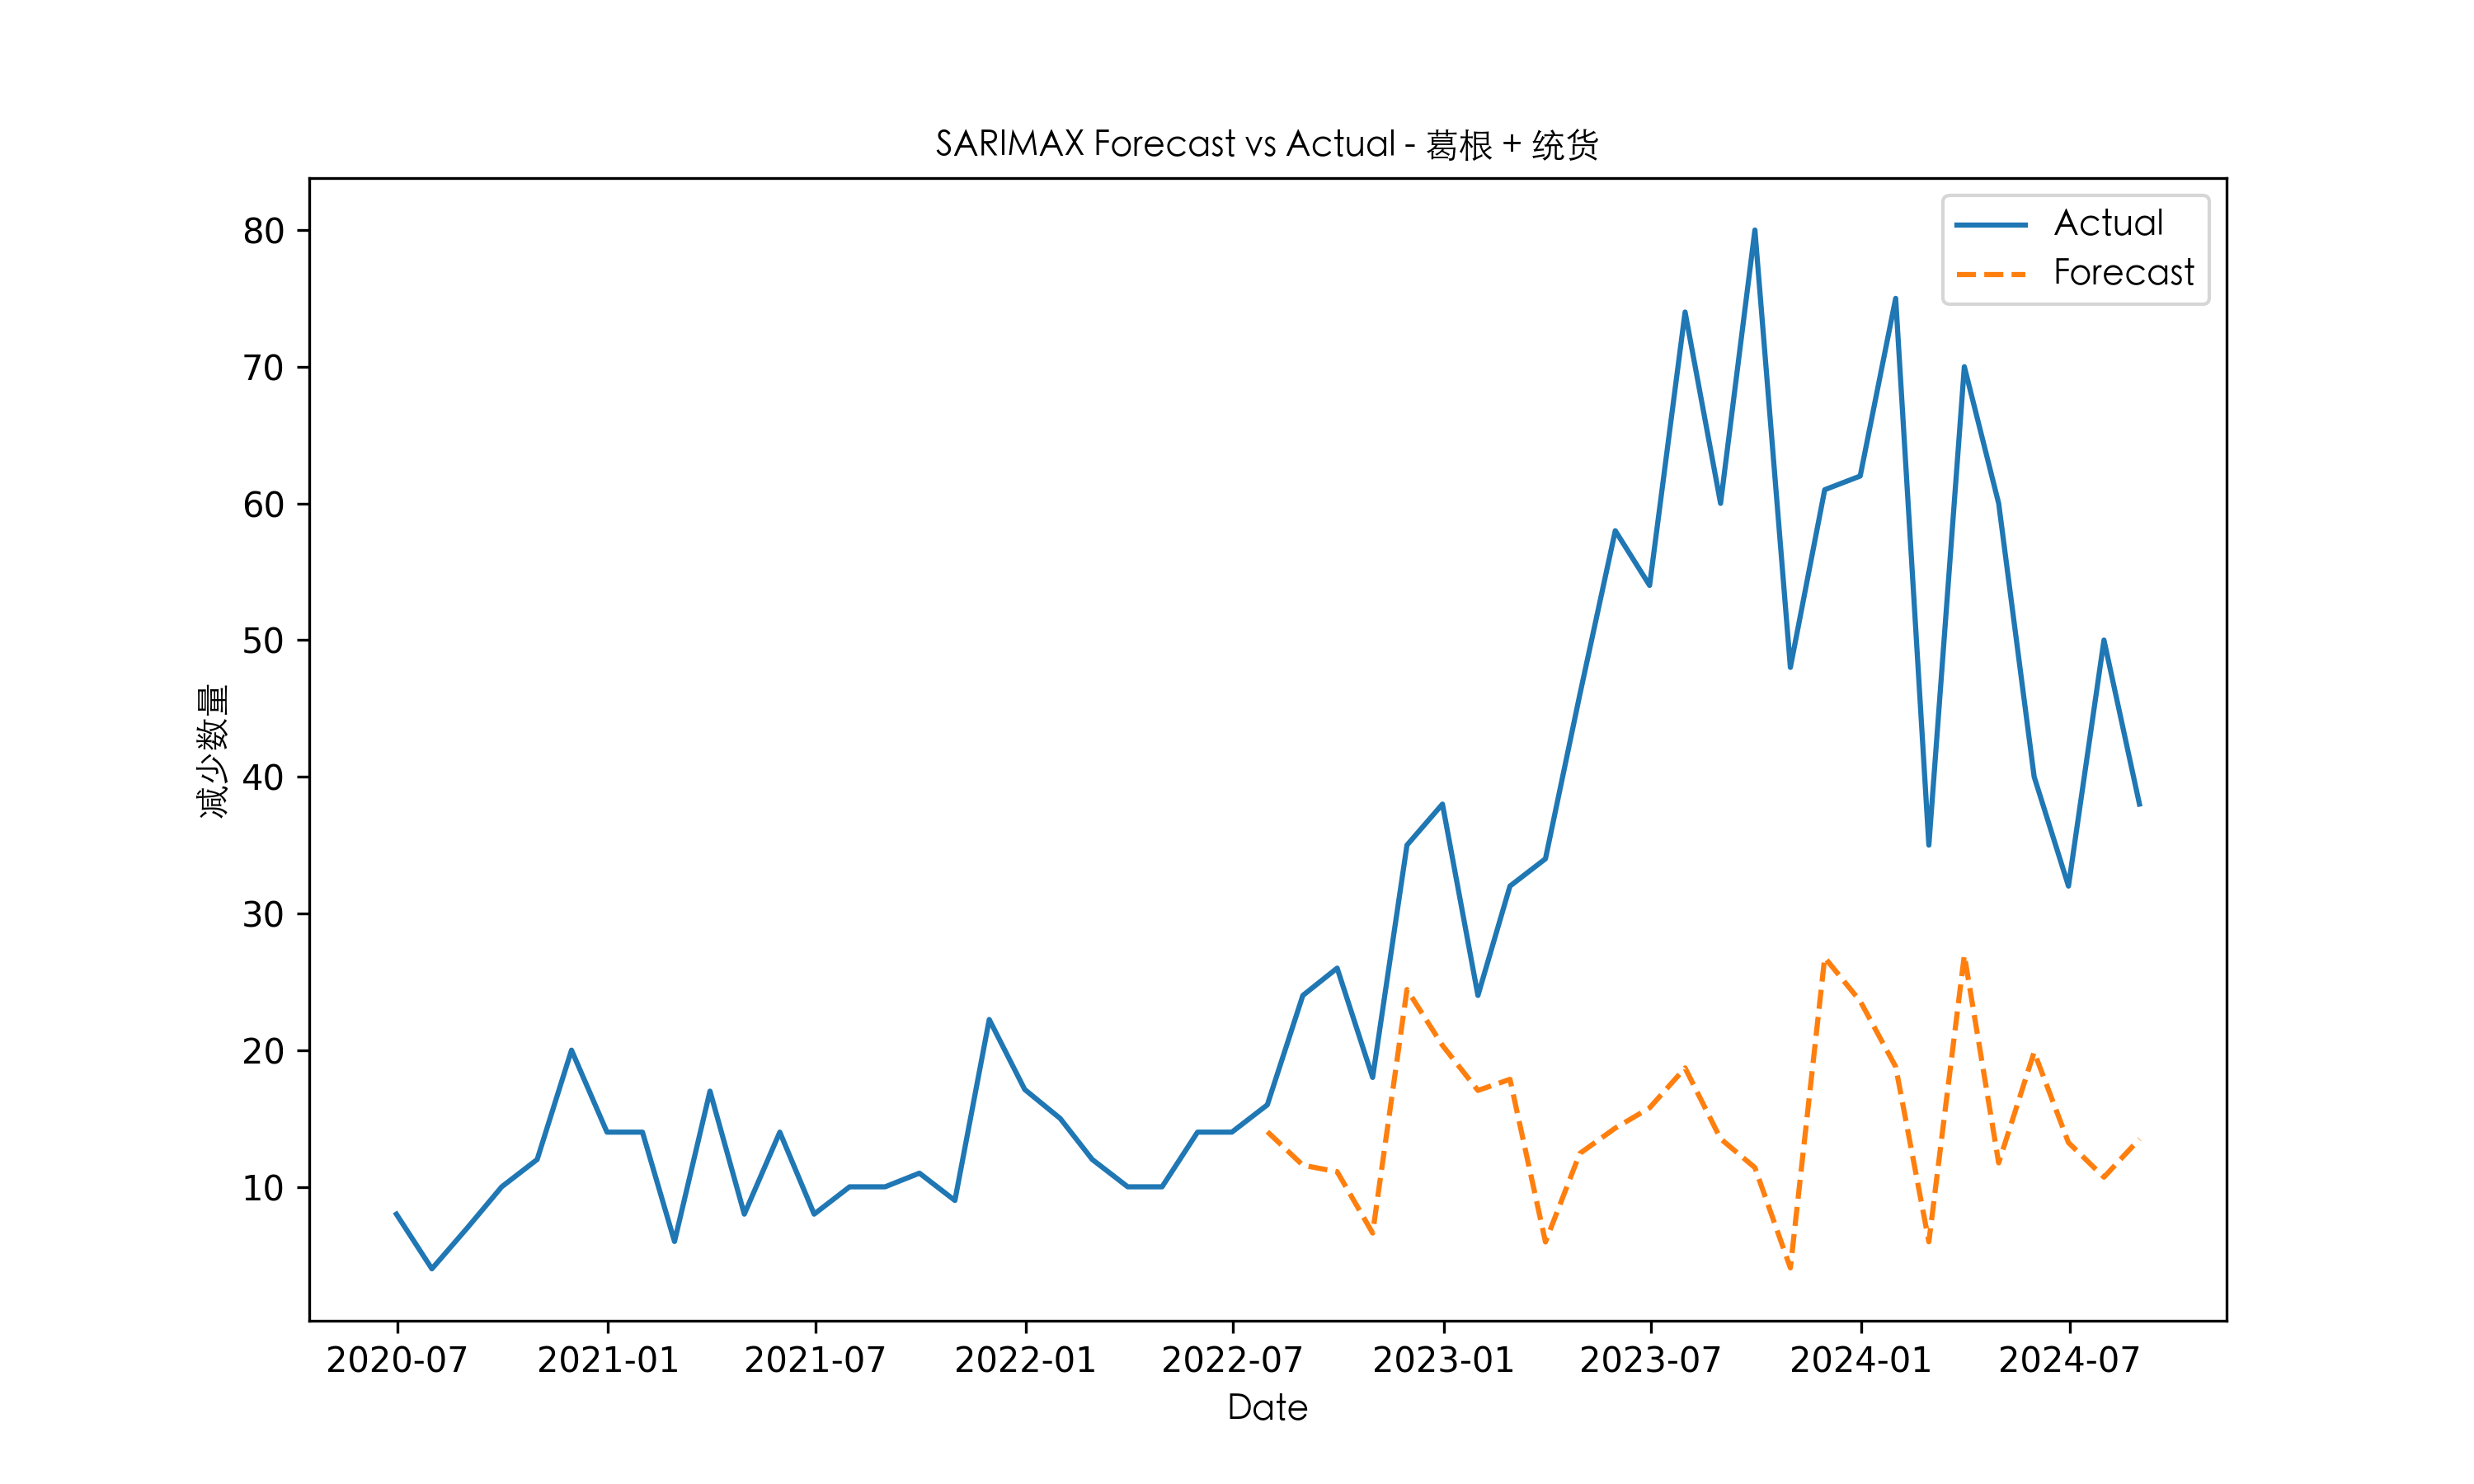 SARIMAX Forecast vs Actual - 葛根 + 统货
Actual
Forecast
减少数量
80
70
60
50
40
30
20
10
2020-07 2021-01 2021-07 2022-01 2022-07 2023-01 2023-07 2024-01 2024-07
Date